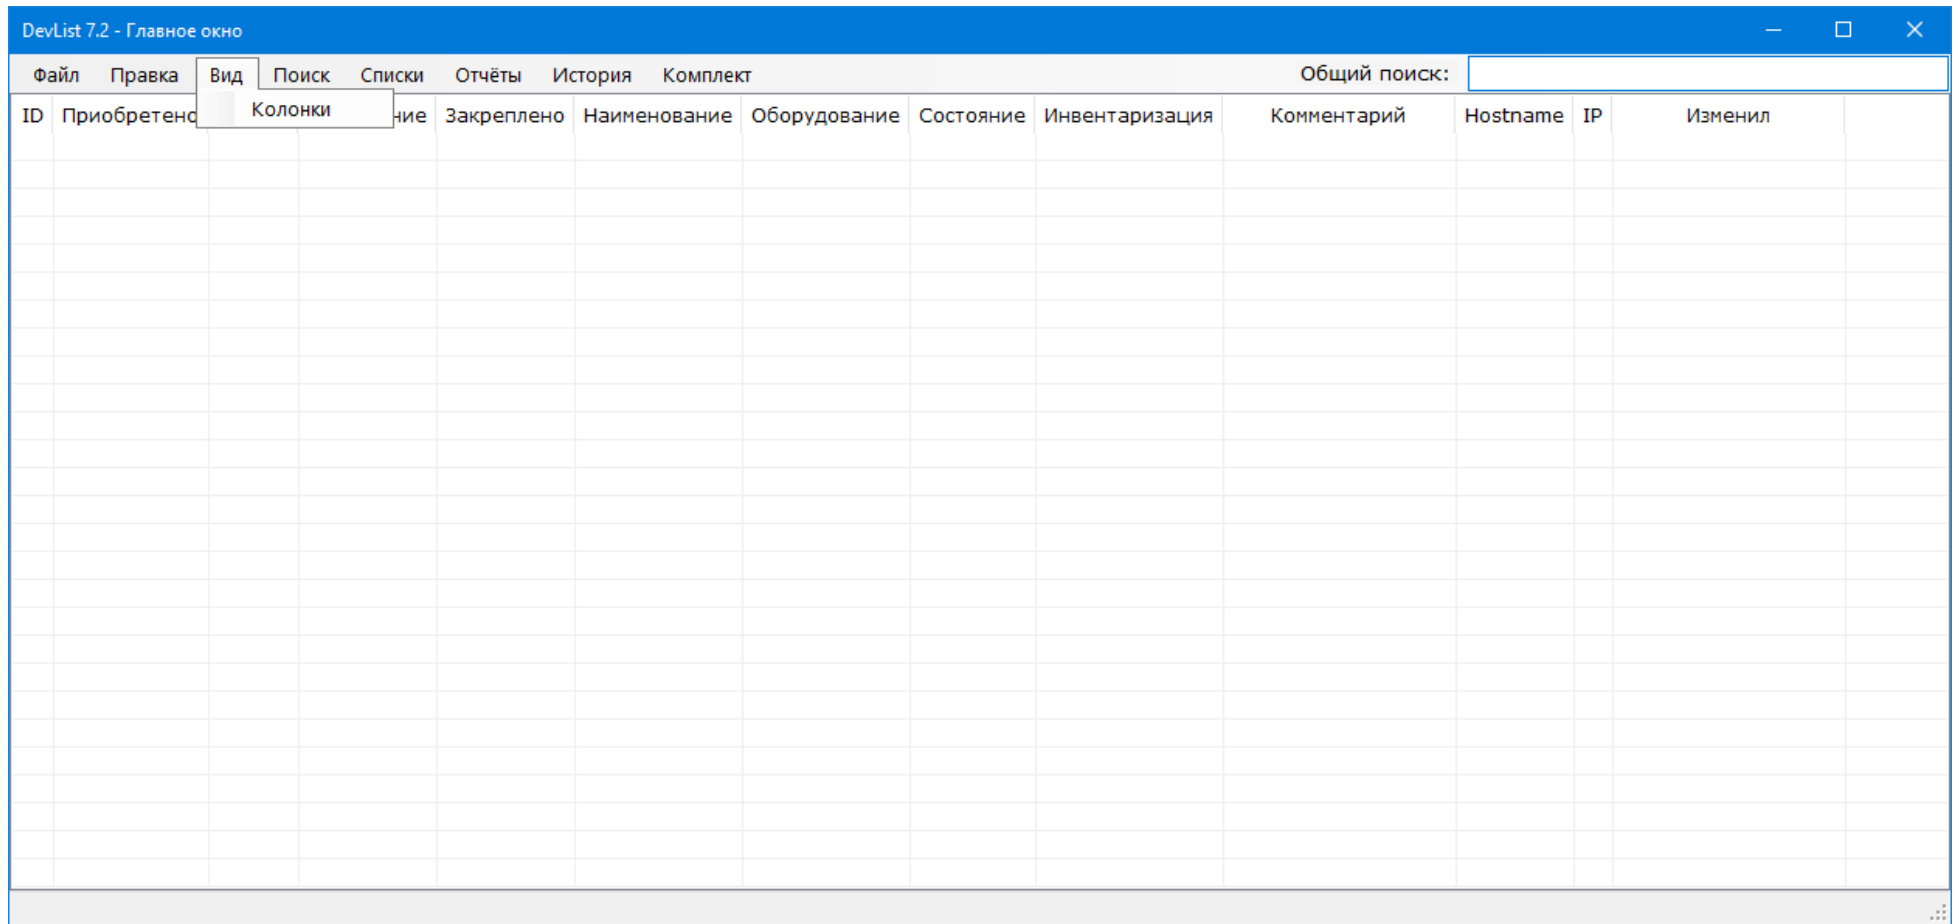 DevList 7.2 - Главное окно
Файл Правка Вид Поиск Списки Отчёты История Комплект Общий поиск:
Колонки
ID Приобретено Закреплено Наименование Оборудование Состояние Инвентаризация Комментарий Hostname IP Изменил